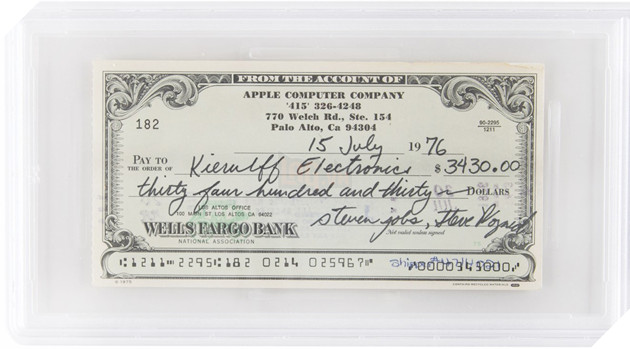 FROM THE ACCOUNT OF
APPLE COMPUTER COMPANY
'415' 326-4248
770 Welch Rd., Ste. 154
Palo Alto, Ca 94304
182
90-2295
1211
15 July 1976
PAY TO
THE ORDER OF Kierulff Electronics $3430.00
thirty four hundred and thirty DOLLARS
LOS ALTOS OFFICE
100 MAIN ST LOS ALTOS CA 94022
steven jobs, Steve Wozniak
WELLS FARGO BANK
NATIONAL ASSOCIATION
Not valid unless signed
1211 2295 182 0214 025967 0000343000
© 1973